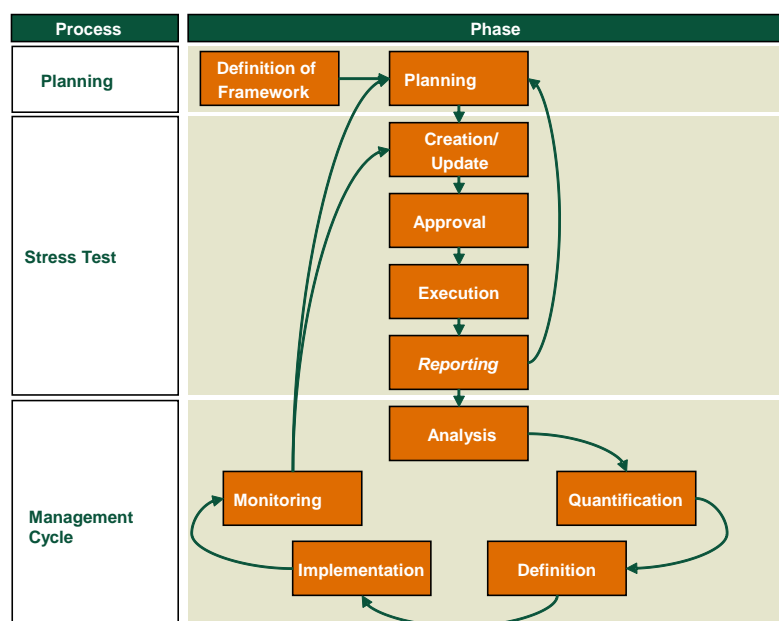 Process
Phase
Planning
Definition of
Framework
Planning
Stress Test
Creation/
Update
Approval
Execution
Reporting
Management
Cycle
Analysis
Monitoring
Quantification
Implementation
Definition